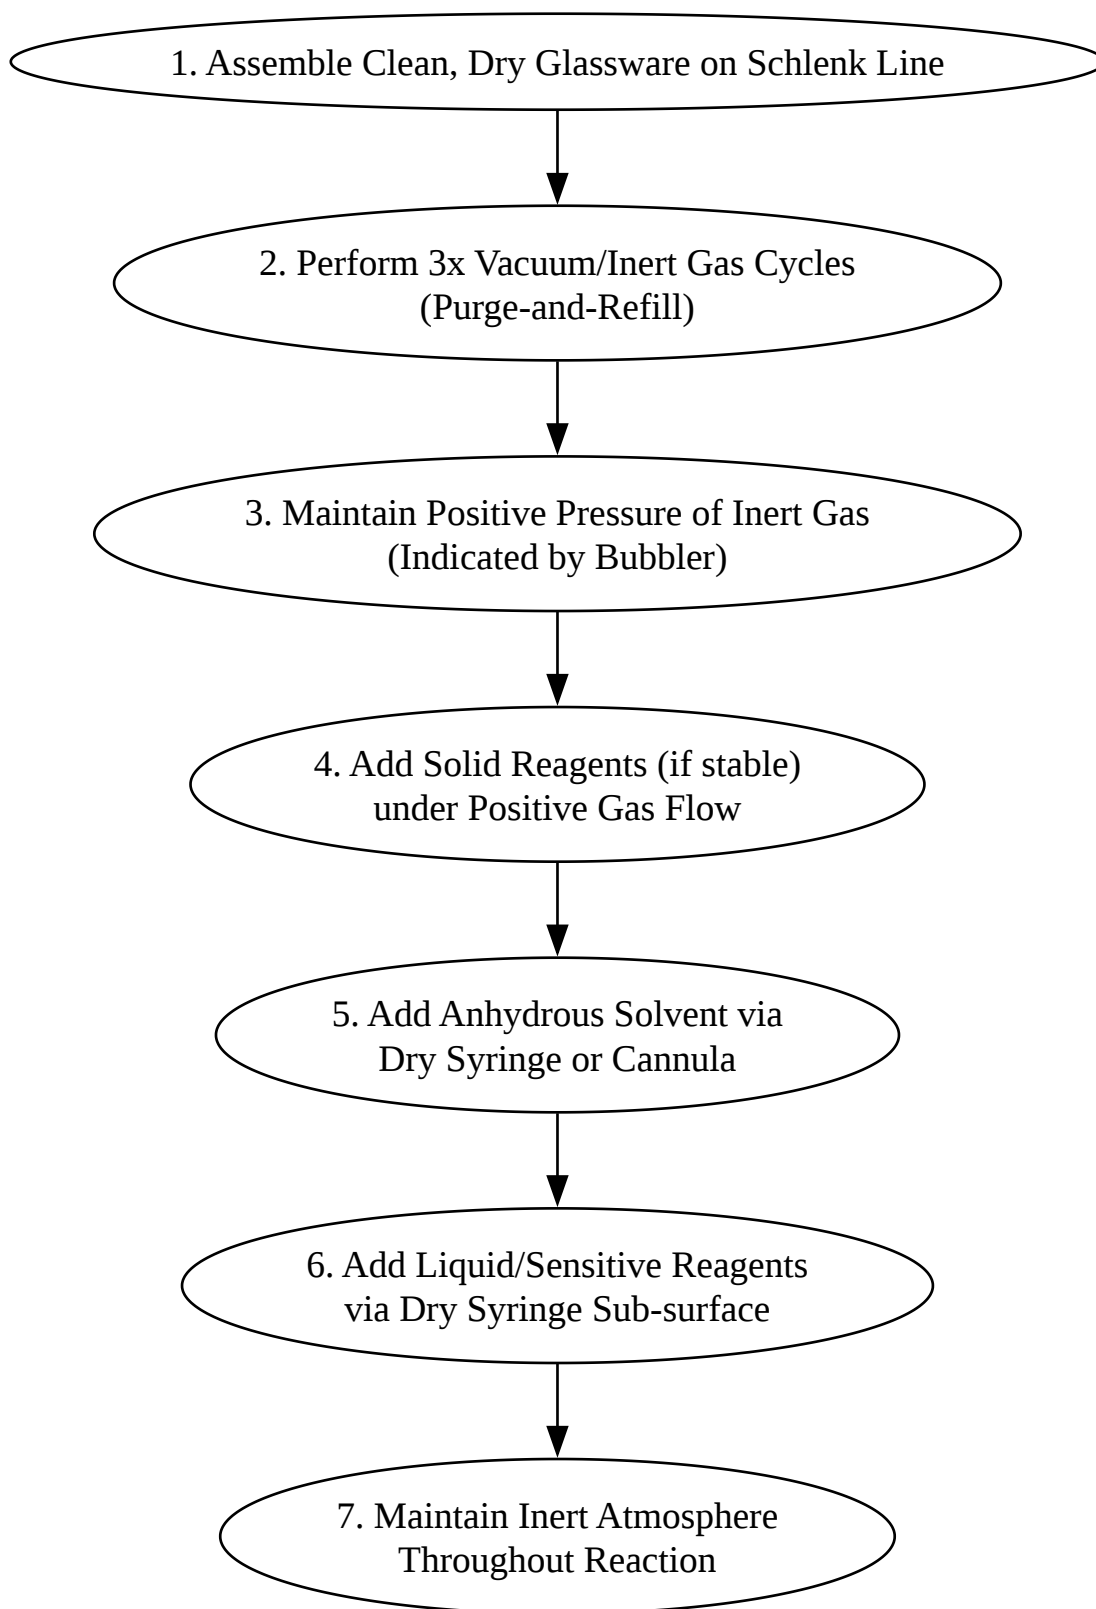 1. Assemble Clean, Dry Glassware on Schlenk Line
2. Perform 3x Vacuum/Inert Gas Cycles
(Purge-and-Refill)
3. Maintain Positive Pressure of Inert Gas
(Indicated by Bubbler)
4. Add Solid Reagents (if stable)
under Positive Gas Flow
5. Add Anhydrous Solvent via
Dry Syringe or Cannula
6. Add Liquid/Sensitive Reagents
via Dry Syringe Sub-surface
7. Maintain Inert Atmosphere
Throughout Reaction